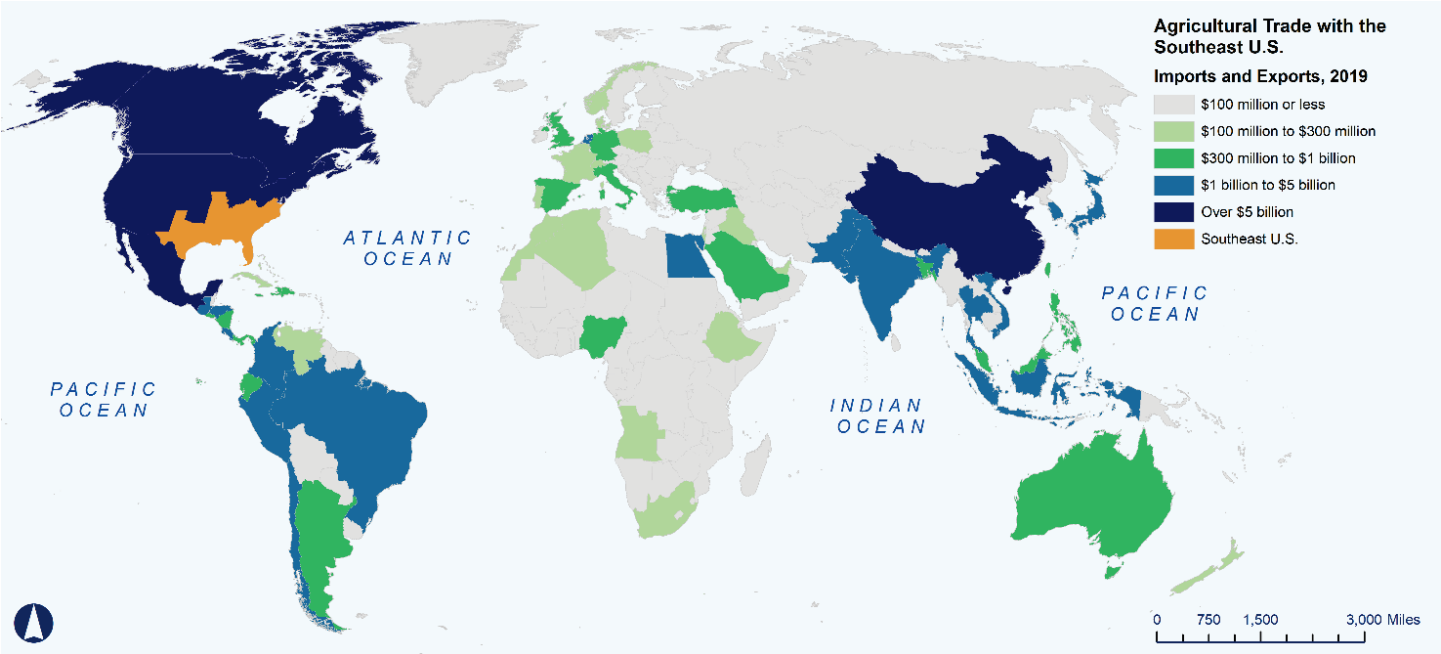 Agricultural Trade with the
Southeast U.S.
Imports and Exports, 2019
$100 million or less
$100 million to $300 million
$300 million to $1 billion
$1 billion to $5 billion
Over $5 billion
Southeast U.S.
ATLANTIC
OCEAN
PACIFIC
OCEAN
PACIFIC
OCEAN
INDIAN
OCEAN
0 750 1,500 3,000 Miles